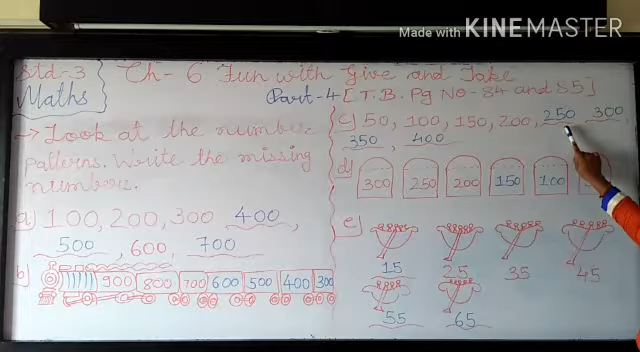 Made with KINEMASTER
Std-3
Maths
Ch- 6 Fun with Give and Take
Part-4 [T.B. Pg No-84 and 85]
→ Look at the number
patterns. Write the missing
numbers.
a) 100, 200, 300 400,
500, 600, 700
b) 900 800 700 600 500 400 300
c) 50, 100, 150, 200, 250, 300,
350, 400
d) 300 250 200 150 100
e) 15 25 35 45
55 65